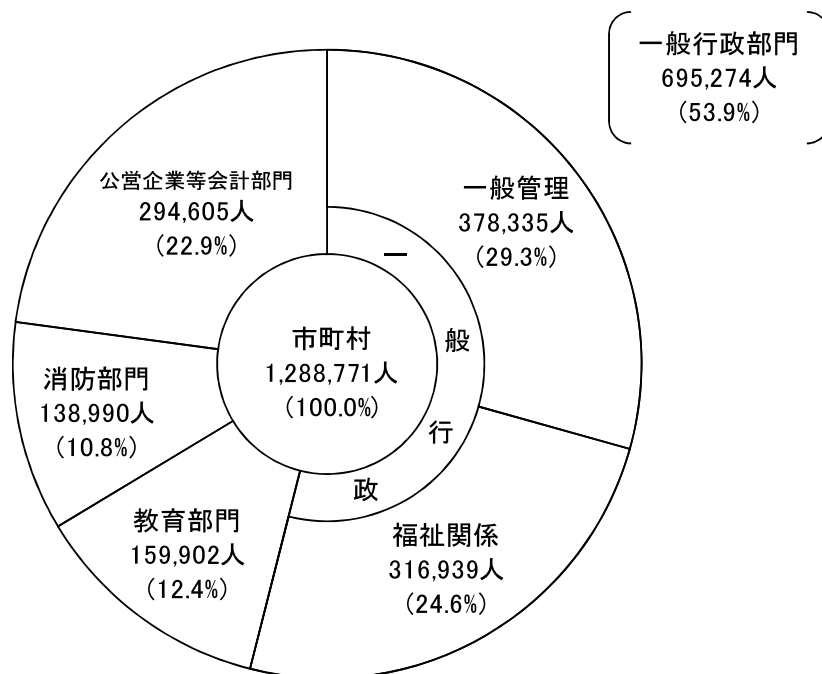 一般行政部門
695,274人
(53.9%)
公営企業等会計部門
294,605人
(22.9%)
一般管理
378,335人
(29.3%)
一般行政
市町村
1,288,771人
(100.0%)
消防部門
138,990人
(10.8%)
教育部門
159,902人
(12.4%)
福祉関係
316,939人
(24.6%)